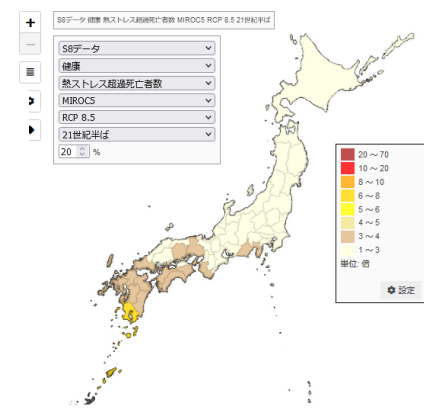 S8データ 健康 熱ストレス超過死亡者数 MIROC5 RCP 8.5 21世紀半ば
+
−
S8データ
健康
熱ストレス超過死亡者数
MIROC5
RCP 8.5
21世紀半ば
20 %
20 ～ 70
10 ～ 20
8 ～ 10
6 ～ 8
5 ～ 6
4 ～ 5
3 ～ 4
1 ～ 3
単位: 倍
設定